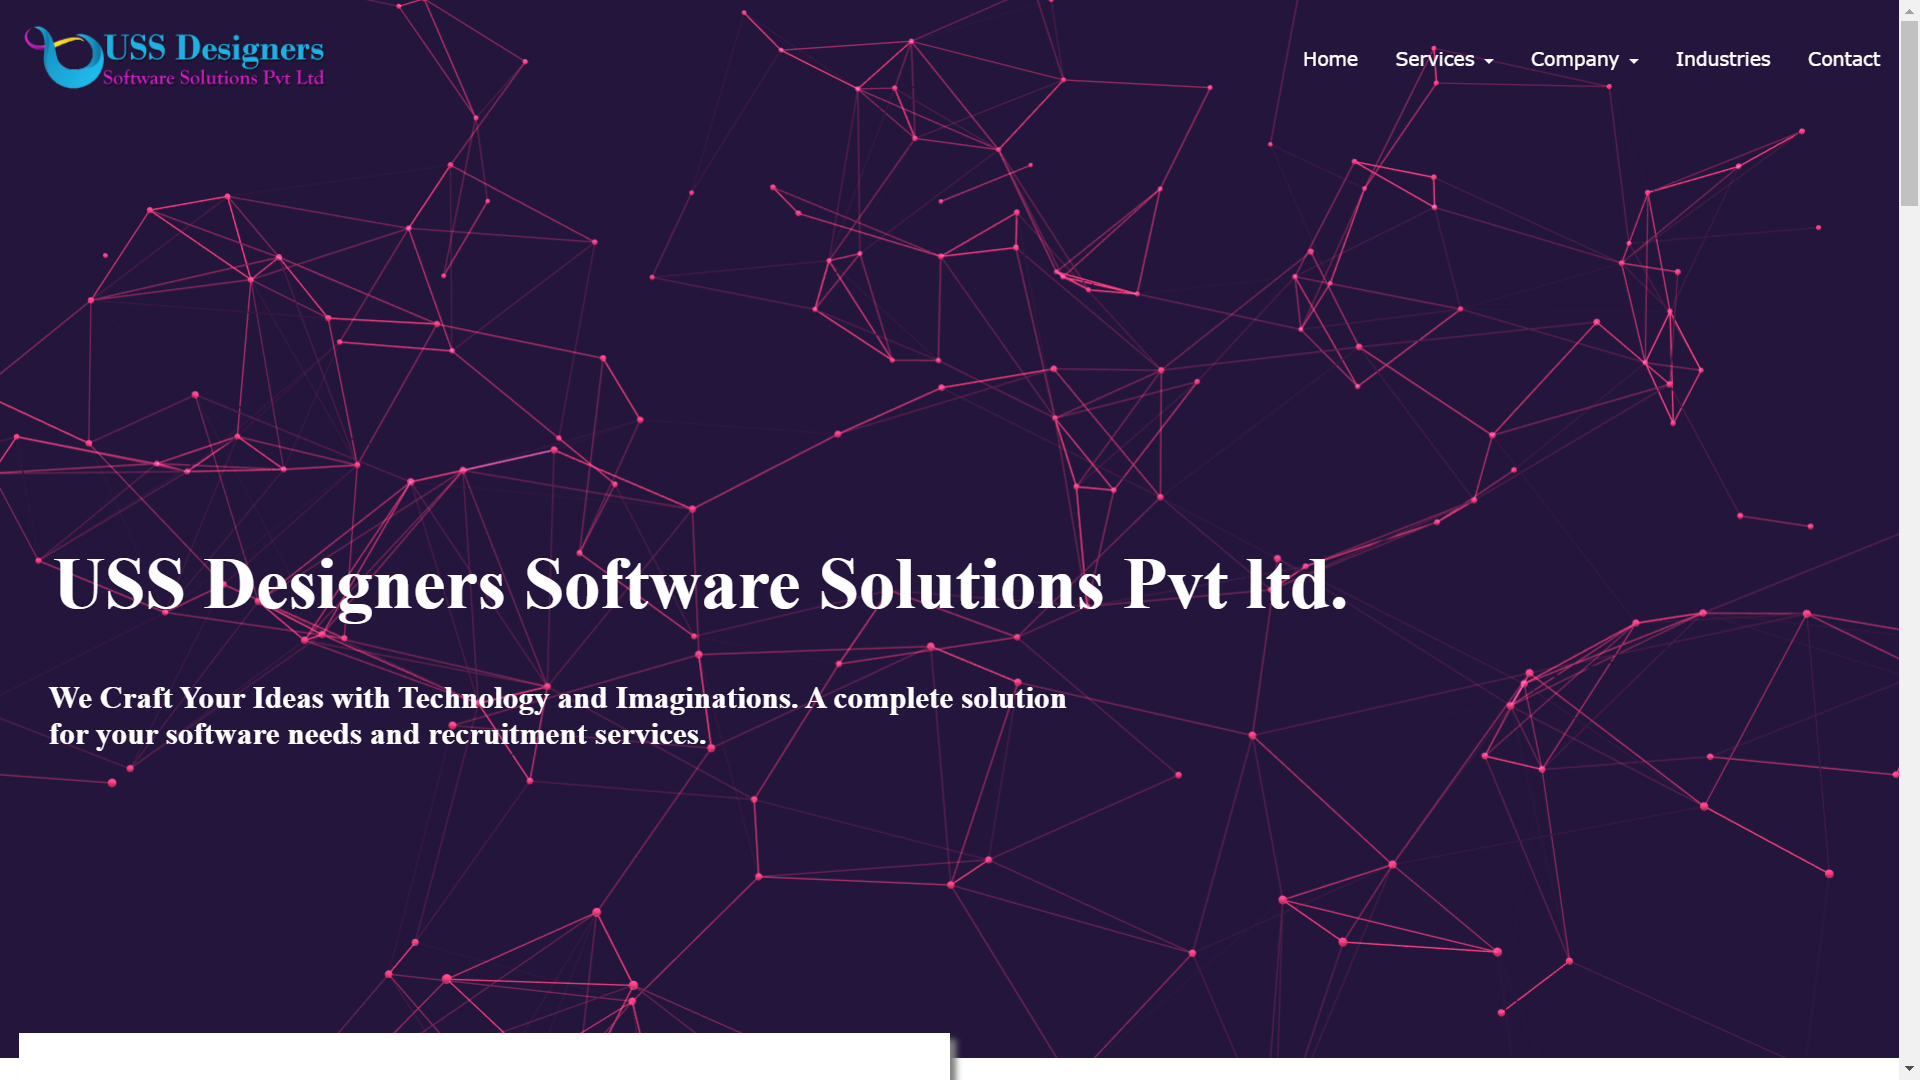 USS Designers
Software Solutions Pvt Ltd
Home
Services
Company
Industries
Contact
USS Designers Software Solutions Pvt ltd.
We Craft Your Ideas with Technology and Imaginations. A complete solution
for your software needs and recruitment services.